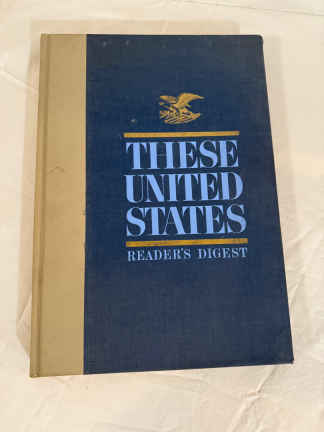 THESE
UNITED
STATES
READER'S DIGEST